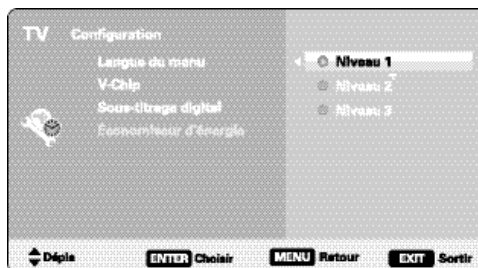 TV Configuration
Langue du menu
V-Chip
Sous-titrage digital
Économiseur d'énergie
Niveau 1
Niveau 2
Niveau 3
Dépla ENTER Choisir MENU Retour EXIT Sortir